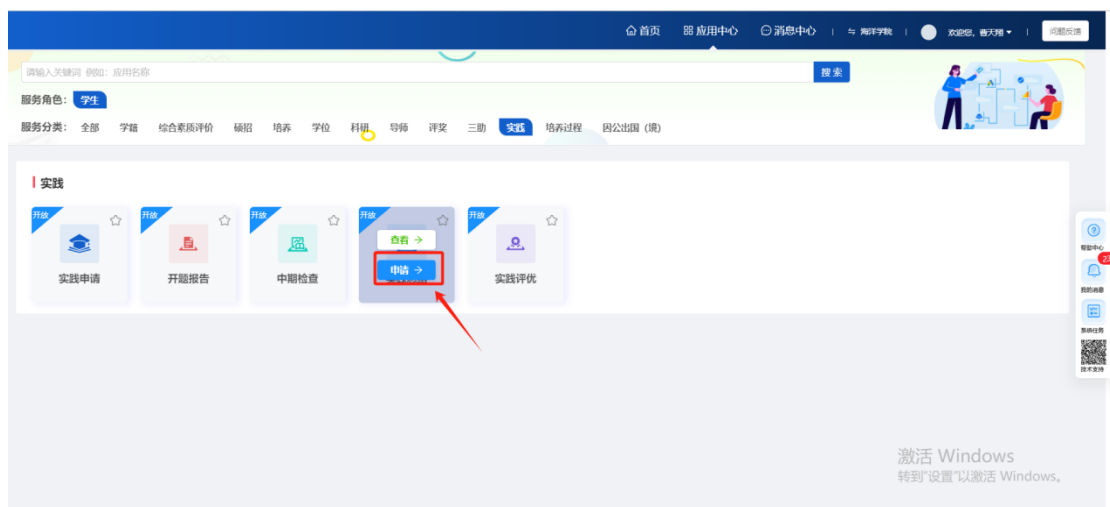 首页 应用中心 消息中心 海洋学院 欢迎您, 曹天翔 问题反馈
请输入关键词 例如：应用名称 搜索
服务角色： 学生
服务分类： 全部 学籍 综合素质评价 硕招 培养 学位 科研 导师 评奖 三助 实践 培养过程 因公出国（境）
实践
开放 开放 开放 开放 开放
查看 →
申请 →
实践申请 开题报告 中期检查 实践评优
帮助中心
23
我的消息
系统任务
技术支持
激活 Windows
转到"设置"以激活 Windows。